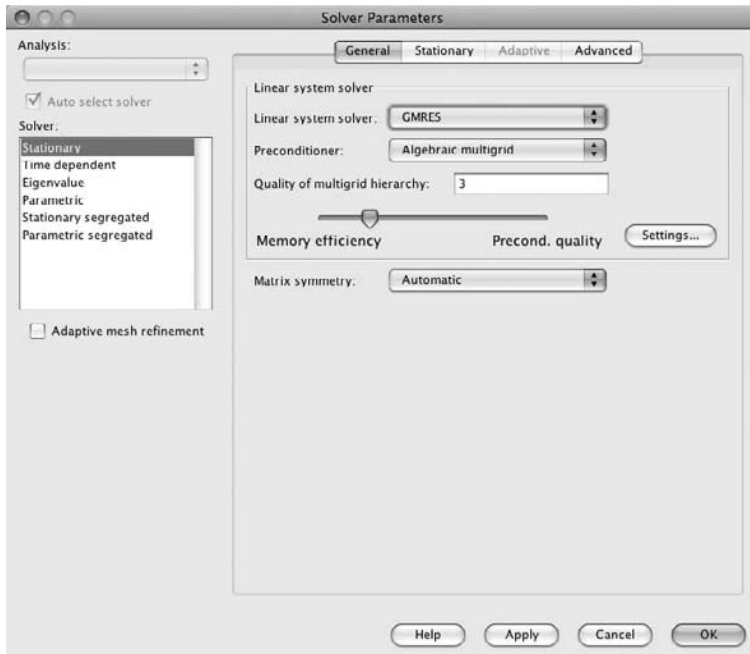 Solver Parameters
Analysis:
Auto select solver
Solver:
Stationary
Time dependent
Eigenvalue
Parametric
Stationary segregated
Parametric segregated
Adaptive mesh refinement
General Stationary Adaptive Advanced
Linear system solver
Linear system solver: GMRES
Preconditioner: Algebraic multigrid
Quality of multigrid hierarchy: 3
Memory efficiency Precond. quality Settings...
Matrix symmetry: Automatic
Help Apply Cancel OK